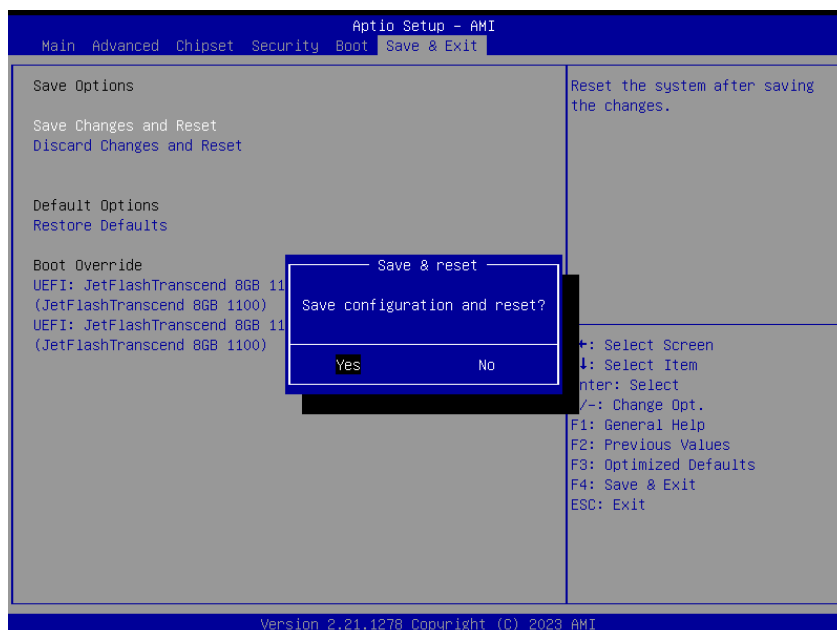 Aptio Setup – AMI
Main Advanced Chipset Security Boot Save & Exit
Save Options
Save Changes and Reset
Discard Changes and Reset
Default Options
Restore Defaults
Boot Override
UEFI: JetFlashTranscend 8GB 11
(JetFlashTranscend 8GB 1100)
UEFI: JetFlashTranscend 8GB 11
(JetFlashTranscend 8GB 1100)
Save & reset
Save configuration and reset?
Yes No
Reset the system after saving
the changes.
←: Select Screen
↓: Select Item
nter: Select
/-: Change Opt.
F1: General Help
F2: Previous Values
F3: Optimized Defaults
F4: Save & Exit
ESC: Exit
Version 2.21.1278 Copyright (C) 2023 AMI